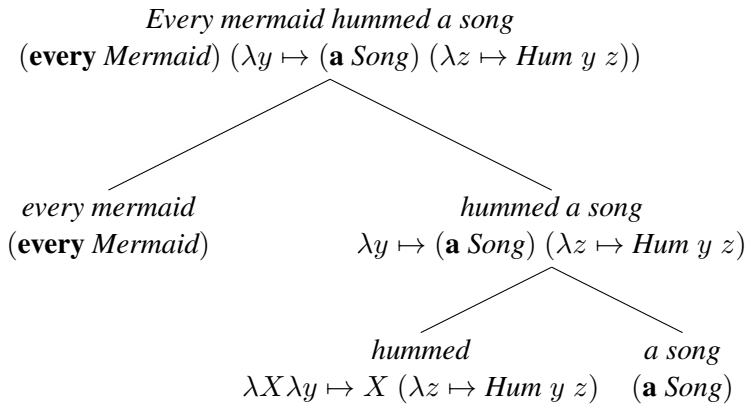 Every mermaid hummed a song
(every Mermaid) (λy ↦ (a Song) (λz ↦ Hum y z))
every mermaid
(every Mermaid)
hummed a song
λy ↦ (a Song) (λz ↦ Hum y z)
hummed
λXλy ↦ X (λz ↦ Hum y z)
a song
(a Song)